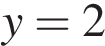 y = 2